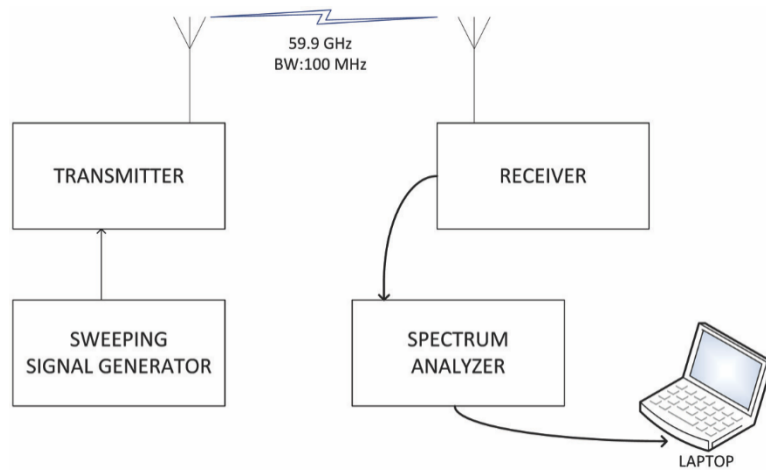 59.9 GHz
BW:100 MHz
TRANSMITTER
RECEIVER
SWEEPING
SIGNAL GENERATOR
SPECTRUM
ANALYZER
LAPTOP